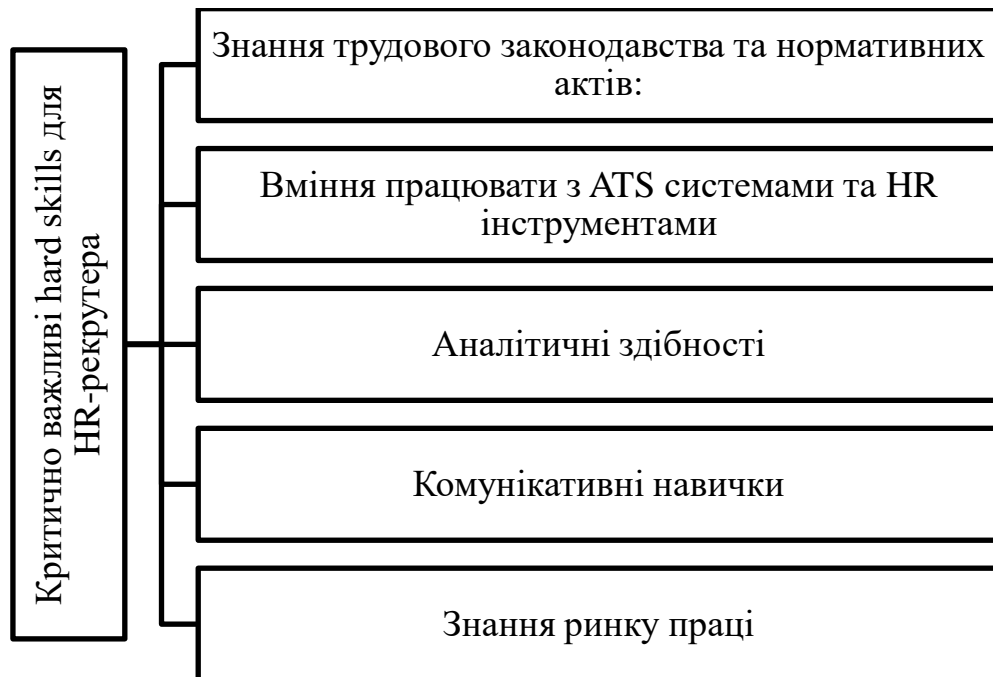 Критично важливі hard skills для
HR-рекрутера
Знання трудового законодавства та нормативних
актів:
Вміння працювати з ATS системами та HR
інструментами
Аналітичні здібності
Комунікативні навички
Знання ринку праці